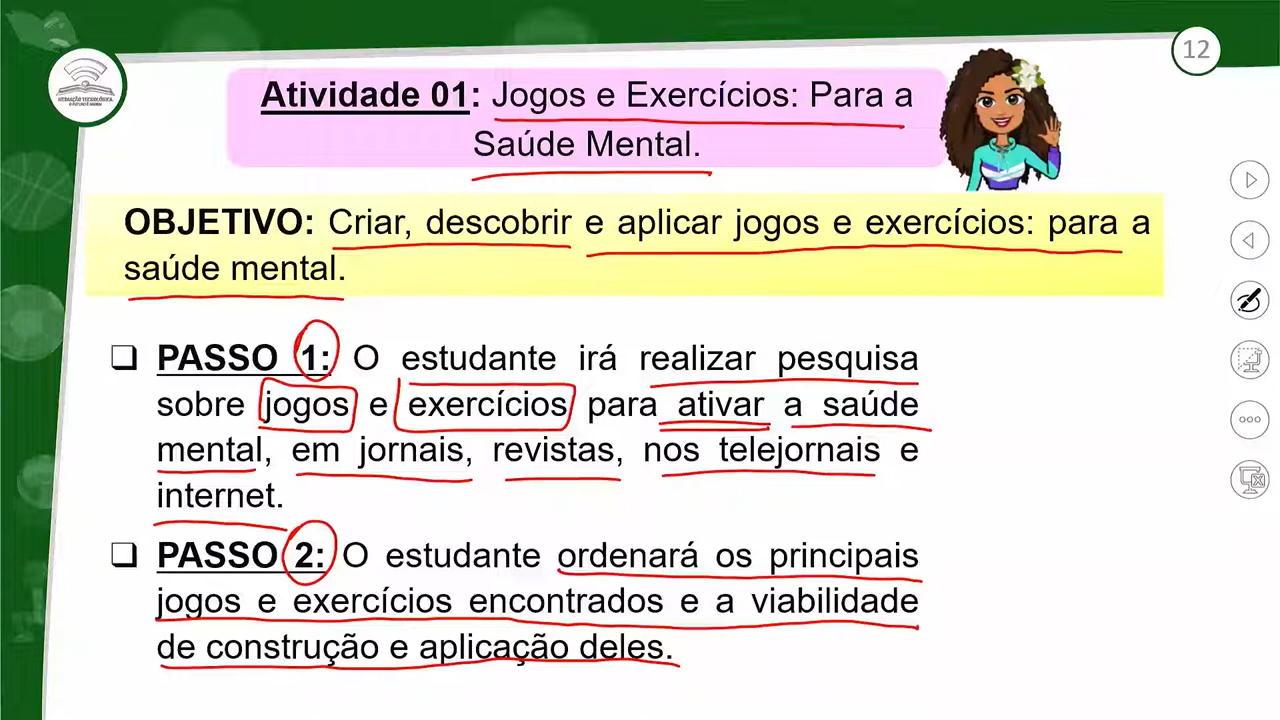 12
Atividade 01: Jogos e Exercícios: Para a
Saúde Mental.
MEDIAÇÃO TECNOLÓGICA
OBJETIVO: Criar, descobrir e aplicar jogos e exercícios: para a
saúde mental.
PASSO 1: O estudante irá realizar pesquisa
sobre jogos e exercícios para ativar a saúde
mental, em jornais, revistas, nos telejornais e
internet.
PASSO 2: O estudante ordenará os principais
jogos e exercícios encontrados e a viabilidade
de construção e aplicação deles.